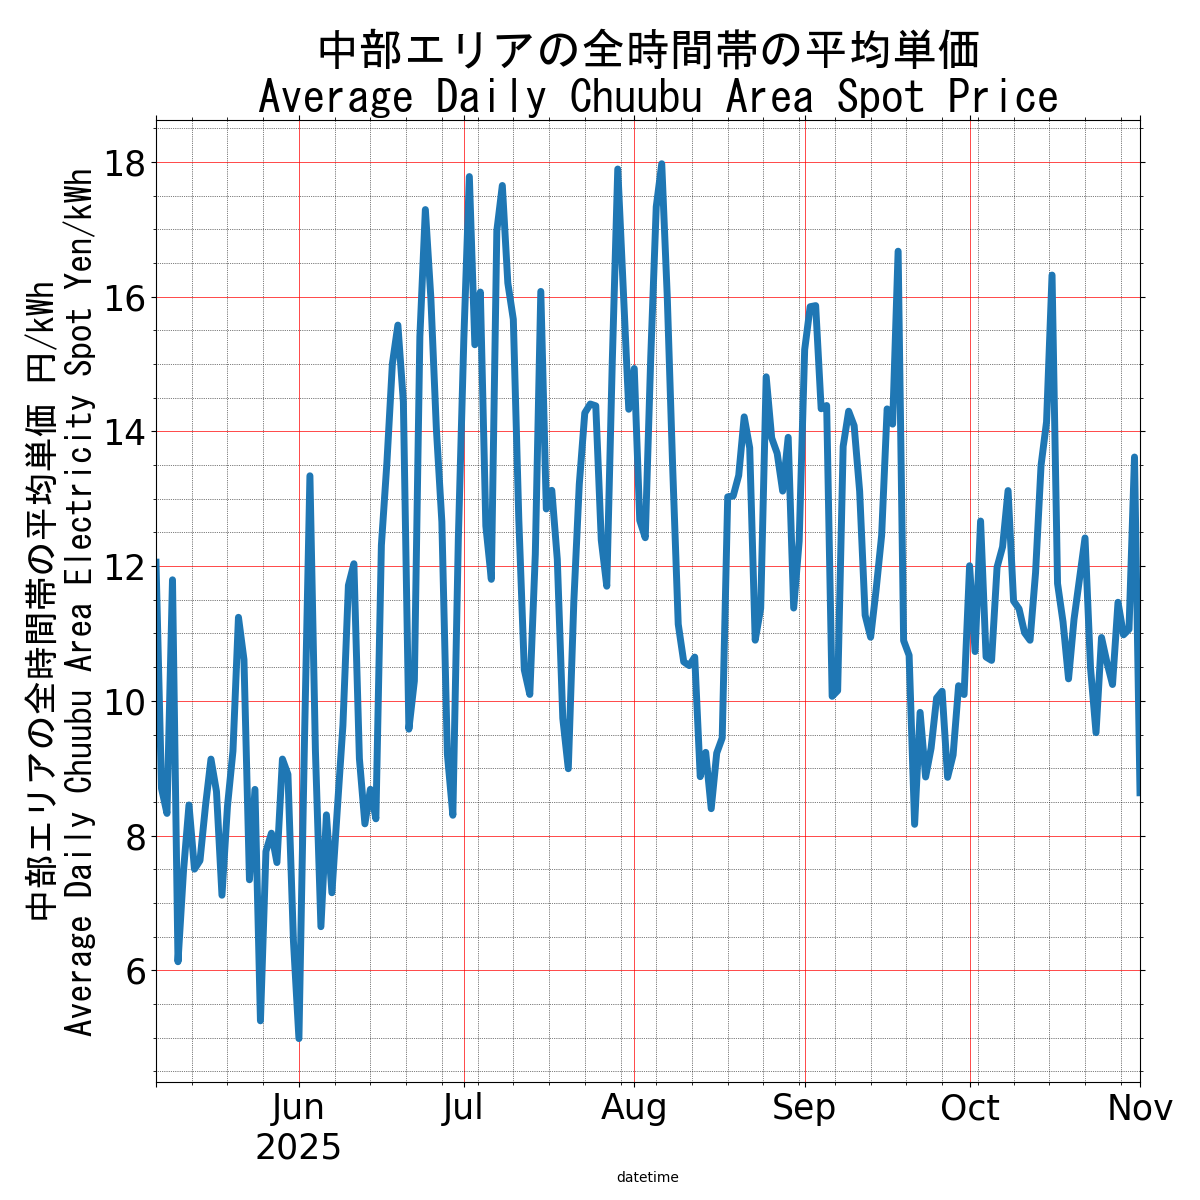 中部エリアの全時間帯の平均単価
Average Daily Chuubu Area Spot Price
中部エリアの全時間帯の平均単価 円/kWh
Average Daily Chuubu Area Electricity Spot Yen/kWh
18
16
14
12
10
8
6
Jun
2025
Jul
Aug
Sep
Oct
Nov
datetime